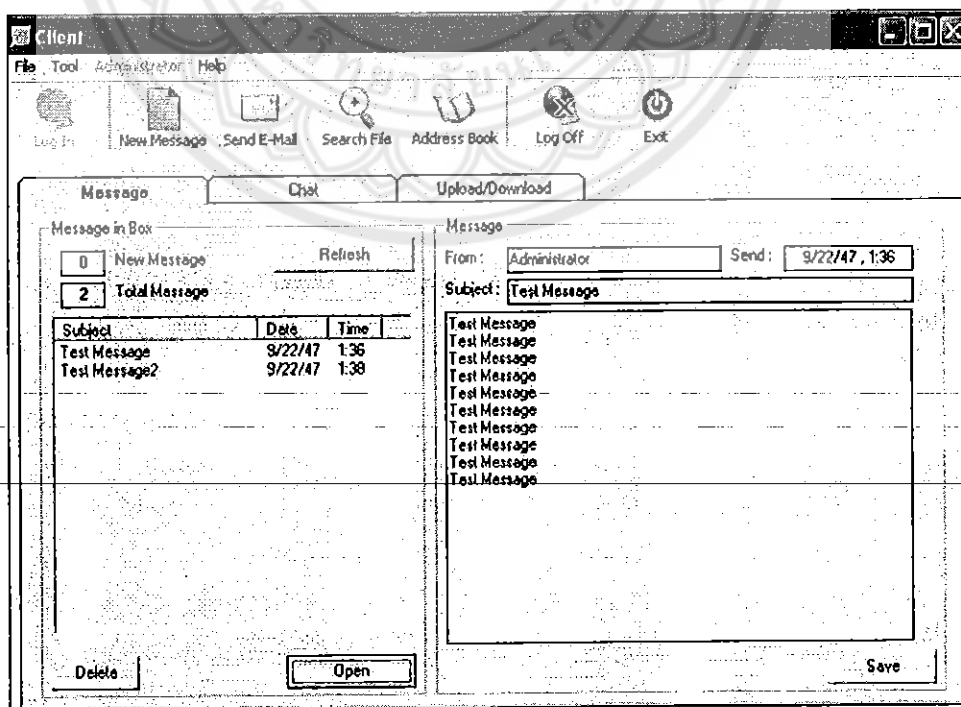 Client
File Tool Administrator Help
Log In New Message Send E-Mail Search File Address Book Log Off Exit
Message Chat Upload/Download
Message in Box
0 New Message Refresh
2 Total Message
Subject Date Time
Test Message 9/22/47 1:36
Test Message2 9/22/47 1:38
Delete Open
Message
From : Administrator Send : 9/22/47 , 1:36
Subject : Test Message
Test Message
Test Message
Test Message
Test Message
Test Message
Test Message
Test Message
Test Message
Test Message
Test Message
Save